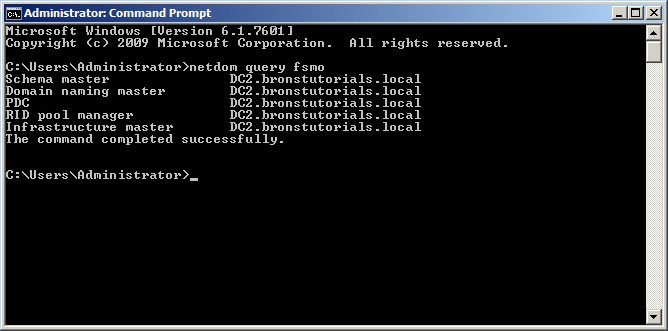 Administrator: Command Prompt
Microsoft Windows [Version 6.1.7601]
Copyright (c) 2009 Microsoft Corporation.  All rights reserved.
C:\Users\Administrator>netdom query fsmo
Schema master               DC2.bronstutorials.local
Domain naming master        DC2.bronstutorials.local
PDC                         DC2.bronstutorials.local
RID pool manager            DC2.bronstutorials.local
Infrastructure master       DC2.bronstutorials.local
The command completed successfully.
C:\Users\Administrator>_